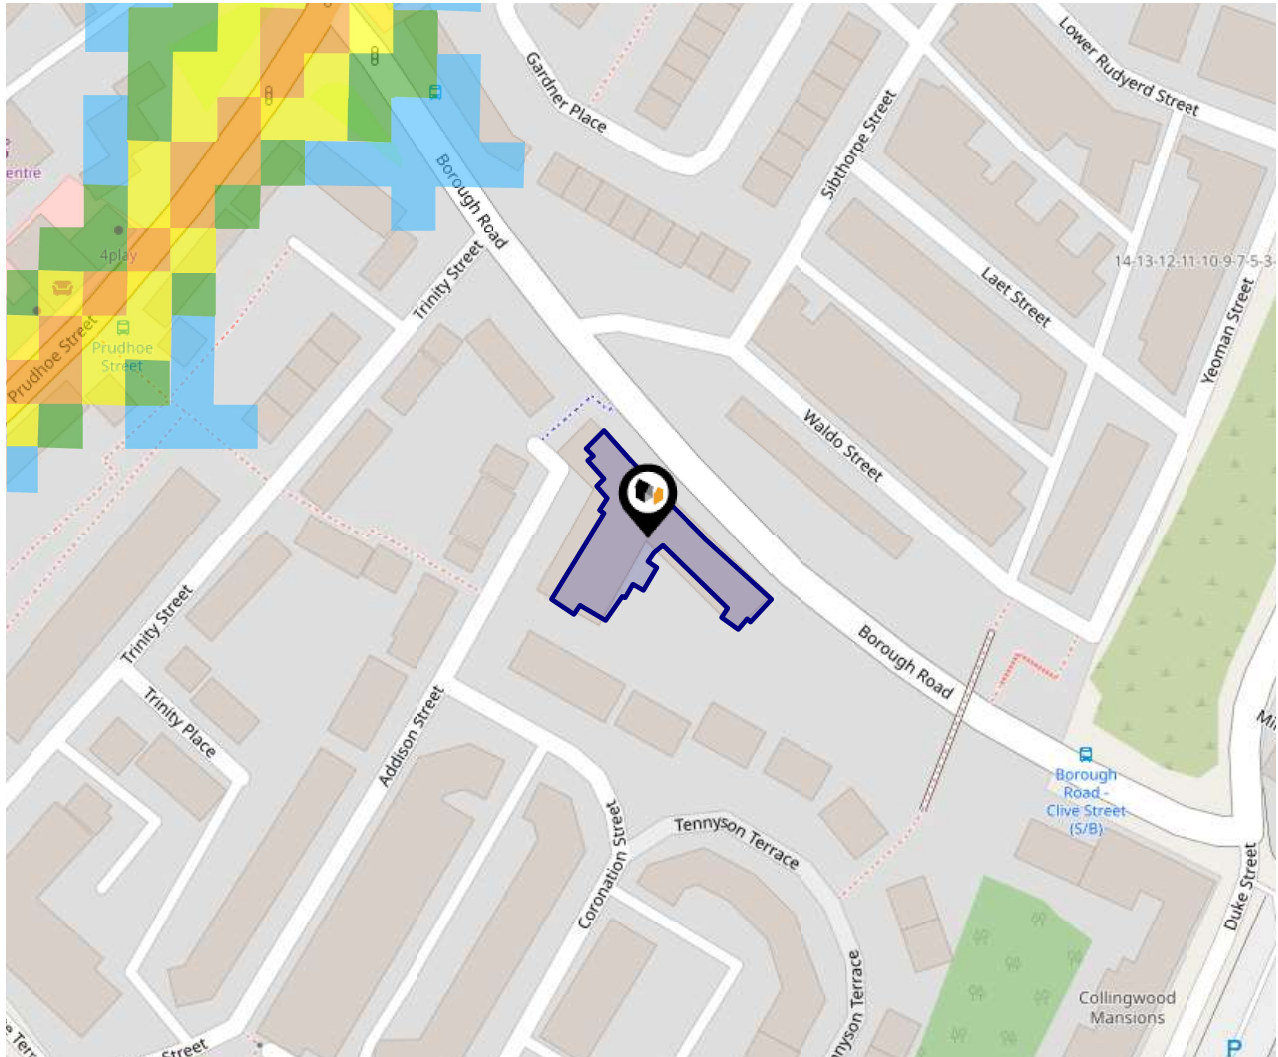 Lower Rudyerd Street
Gardner Place
Sibthorpe Street
entie
Borough Road
4play
Trinity Street
14-13-12-11-10-9-7-5-3-
Laet Street
Yeoman Street
Prudhoe
Street
Prudhoe Street
Waldo Street
Trinity Street
Borough Road
Trinity Place
Addison street
Borough
Road -
Clive Street
(S/B)
Coronation Street
Tennyson Terrace
Duke Street
Collingwood
Mansions
nyson Terrace
Street
P